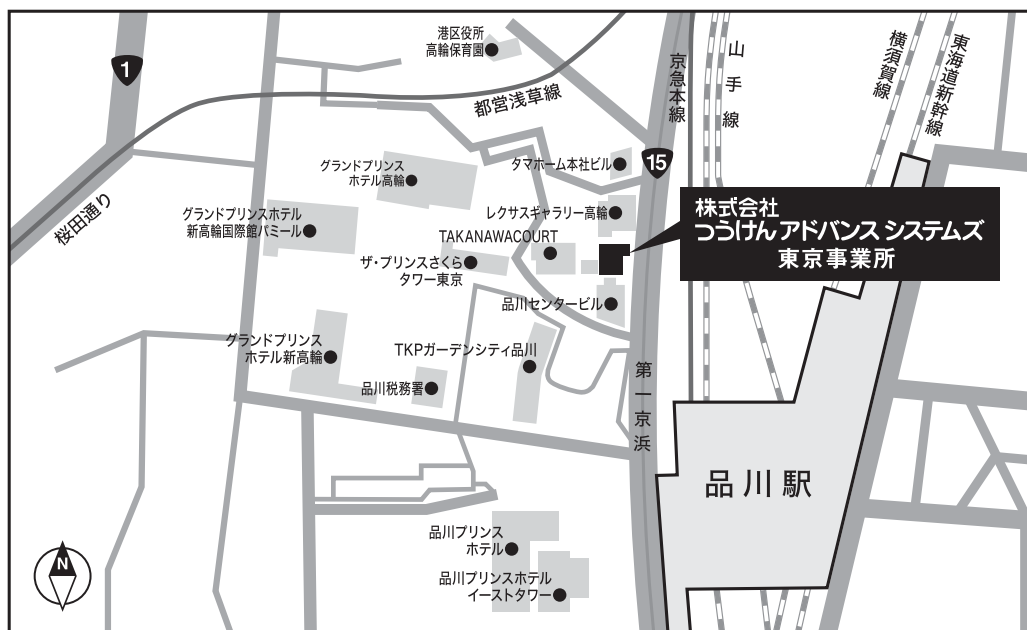 港区役所
高輪保育園
1
都営浅草線
京急本線
山手線
横須賀線
東海道新幹線
桜田通り
グランドプリンス
ホテル高輪
タマホーム本社ビル
15
グランドプリンスホテル
新高輪国際館パミール
レクサスギャラリー高輪
株式会社
つうけん アドバンス システムズ
東京事業所
TAKANAWACOURT
ザ・プリンスさくら
タワー東京
品川センタービル
グランドプリンス
ホテル新高輪
TKPガーデンシティ品川
品川税務署
第一京浜
品川駅
品川プリンス
ホテル
品川プリンスホテル
イーストタワー
N